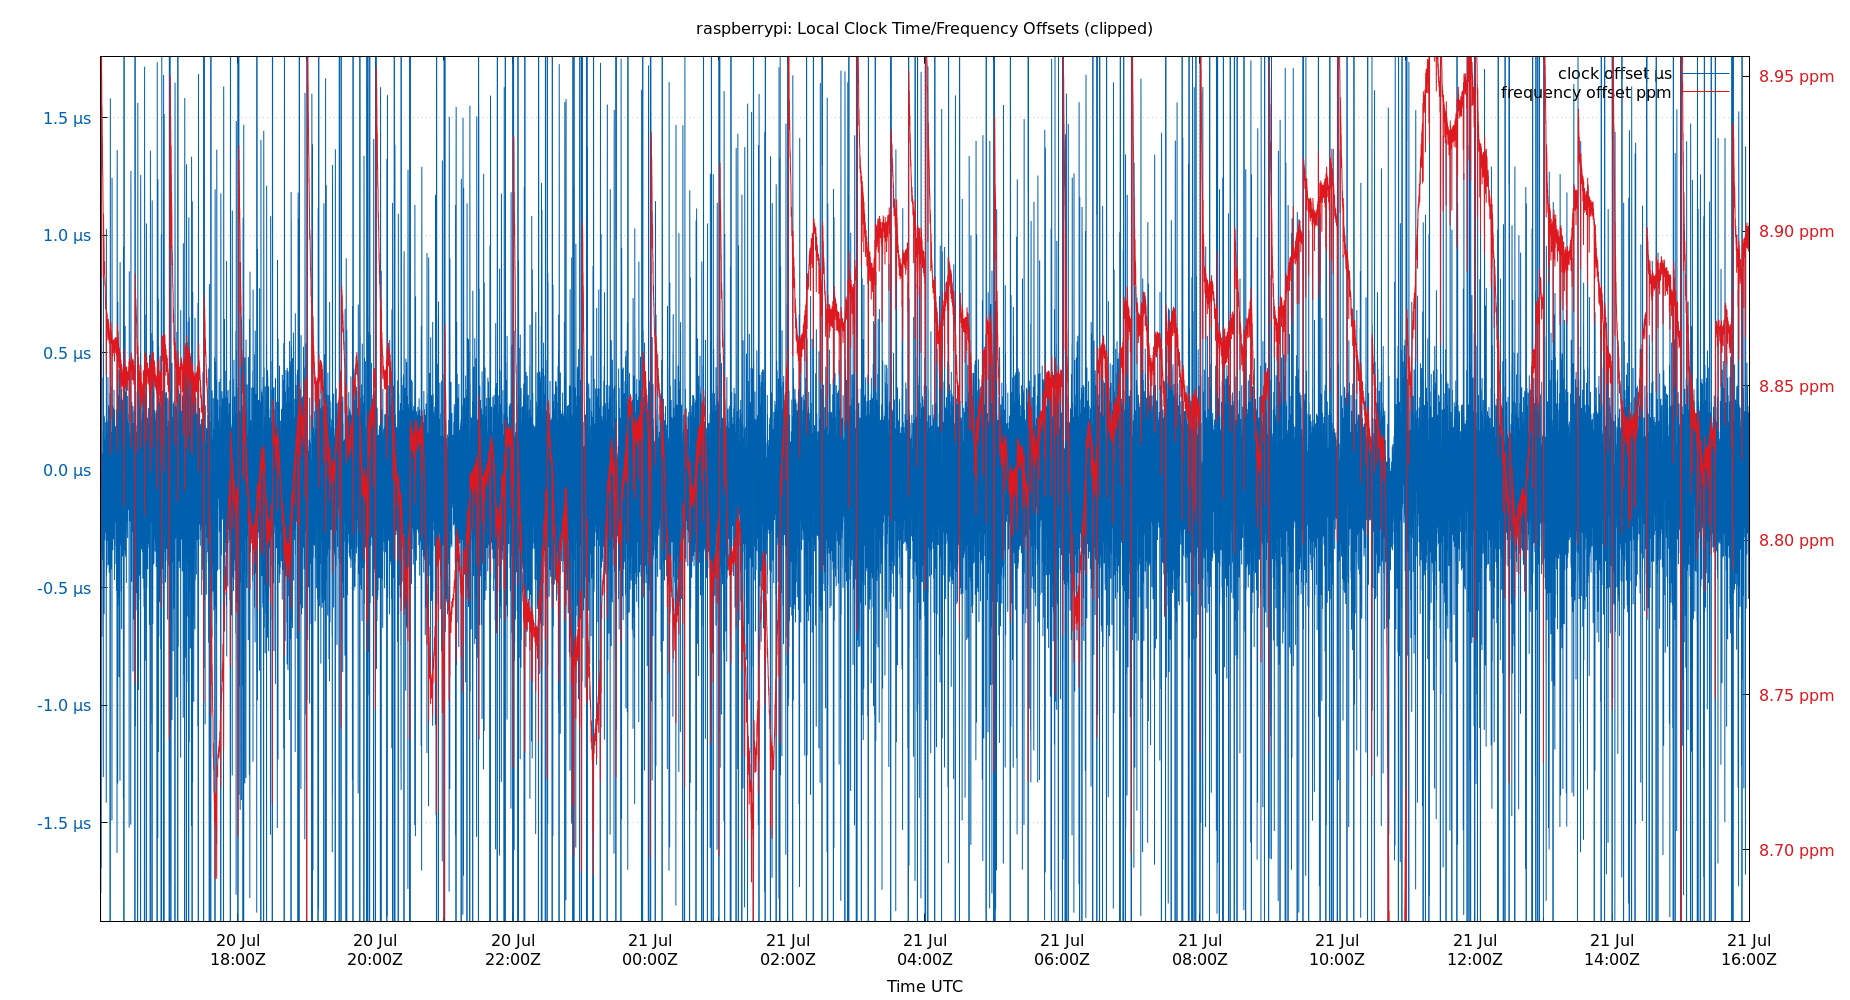 raspberrypi: Local Clock Time/Frequency Offsets (clipped)
clock offset µs
frequency offset ppm
1.5 µs
1.0 µs
0.5 µs
0.0 µs
-0.5 µs
-1.0 µs
-1.5 µs
8.95 ppm
8.90 ppm
8.85 ppm
8.80 ppm
8.75 ppm
8.70 ppm
20 Jul 18:00Z
20 Jul 20:00Z
20 Jul 22:00Z
21 Jul 00:00Z
21 Jul 02:00Z
21 Jul 04:00Z
21 Jul 06:00Z
21 Jul 08:00Z
21 Jul 10:00Z
21 Jul 12:00Z
21 Jul 14:00Z
21 Jul 16:00Z
Time UTC